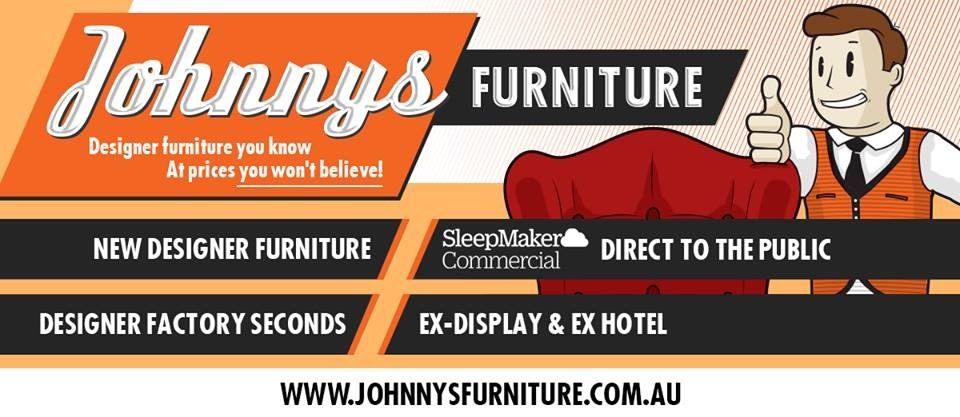 Johnnys
FURNITURE
Designer furniture you know
At prices you won't believe!
NEW DESIGNER FURNITURE
SleepMaker
Commercial
DIRECT TO THE PUBLIC
DESIGNER FACTORY SECONDS
EX-DISPLAY & EX HOTEL
WWW.JOHNNYSFURNITURE.COM.AU